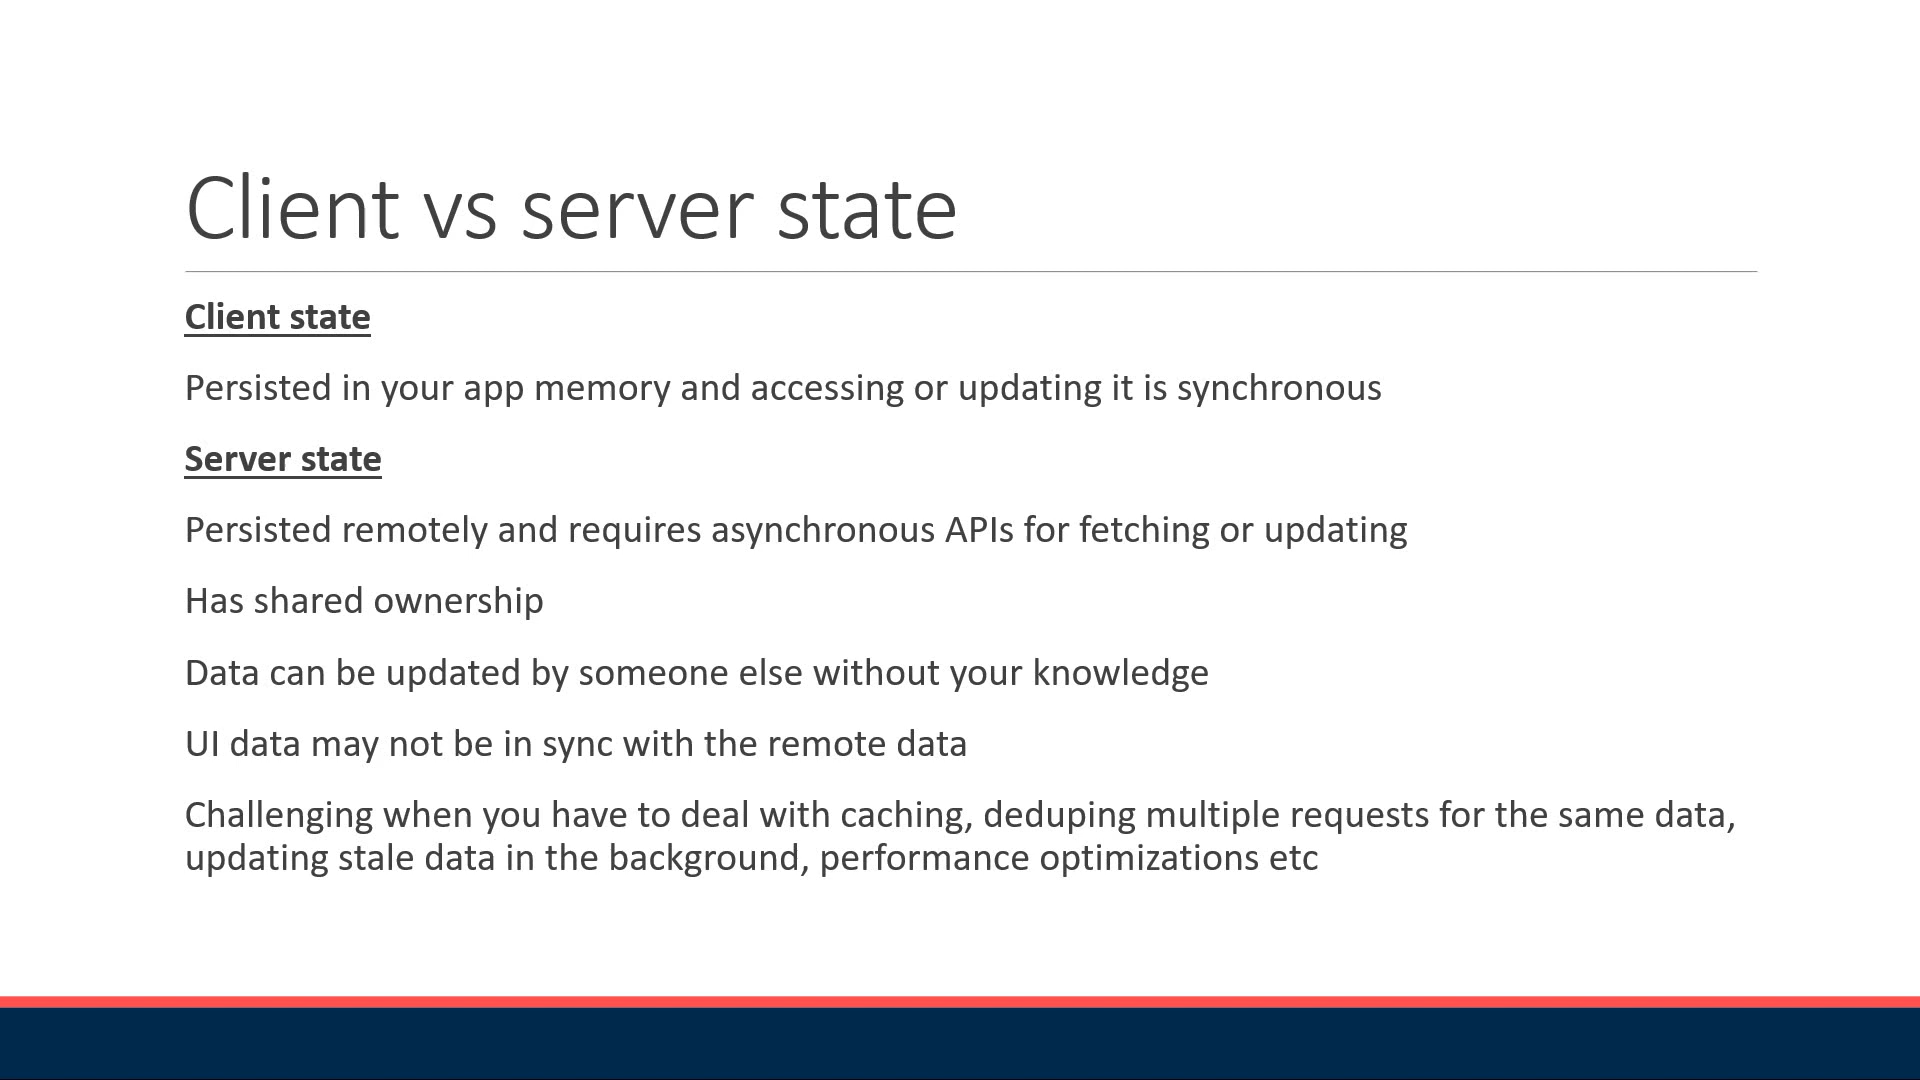 Client vs server state
Client state
Persisted in your app memory and accessing or updating it is synchronous
Server state
Persisted remotely and requires asynchronous APIs for fetching or updating
Has shared ownership
Data can be updated by someone else without your knowledge
UI data may not be in sync with the remote data
Challenging when you have to deal with caching, deduping multiple requests for the same data,
updating stale data in the background, performance optimizations etc